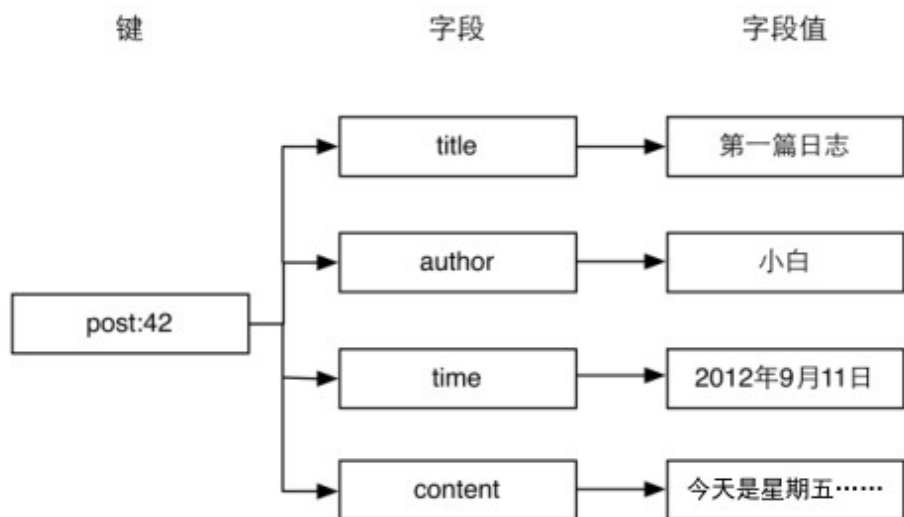 键 字段 字段值
title 第一篇日志
author 小白
post:42
time 2012年9月11日
content 今天是星期五……